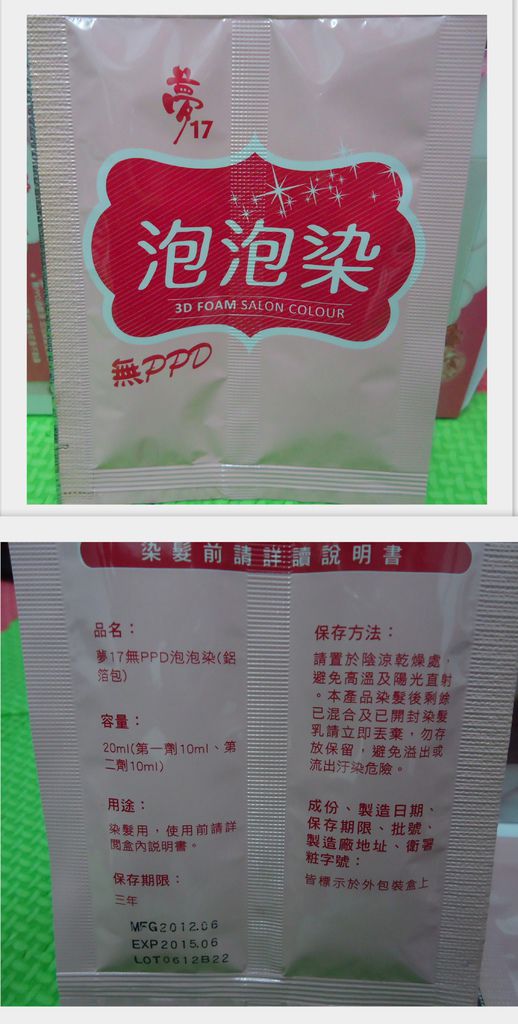 夢17
泡泡染
3D FOAM SALON COLOUR
無PPD
染髮前請詳讀說明書
品名：
夢17無PPD泡泡染(鋁
箔包)
容量：
20ml(第一劑10ml、第
二劑10ml)
用途：
染髮用，使用前請詳
閱盒內說明書。
保存期限：
三年
MFG2012.06
EXP2015.06
LOT0612B22
保存方法：
請置於陰涼乾燥處，
避免高溫及陽光直射
。本產品染髮後剩餘
已混合及已開封染髮
乳請立即丟棄，勿存
放保留，避免溢出或
流出汙染危險。
成份、製造日期、
保存期限、批號、
製造廠地址、衛署
粧字號：
皆標示於外包裝盒上